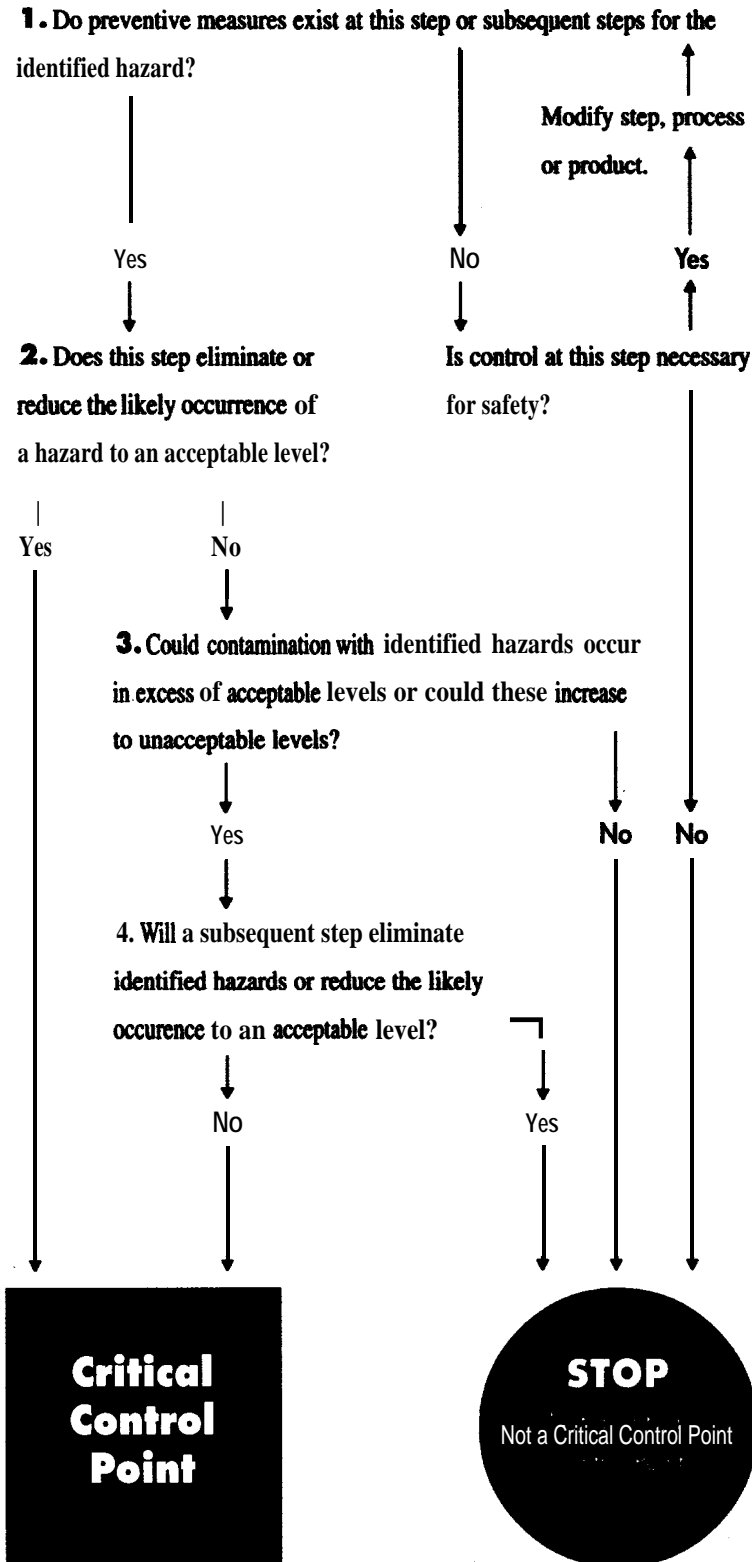 1. Do preventive measures exist at this step or subsequent steps for the
identified hazard?
Modify step, process
or product.
Yes
No
Yes
2. Does this step eliminate or
reduce the likely occurrence of
a hazard to an acceptable level?
Is control at this step necessary
for safety?
Yes
No
3. Could contamination with identified hazards occur
in excess of acceptable levels or could these increase
to unacceptable levels?
Yes
No
No
4. Will a subsequent step eliminate
identified hazards or reduce the likely
occurence to an acceptable level?
No
Yes
Critical
Control
Point
STOP
Not a Critical Control Point